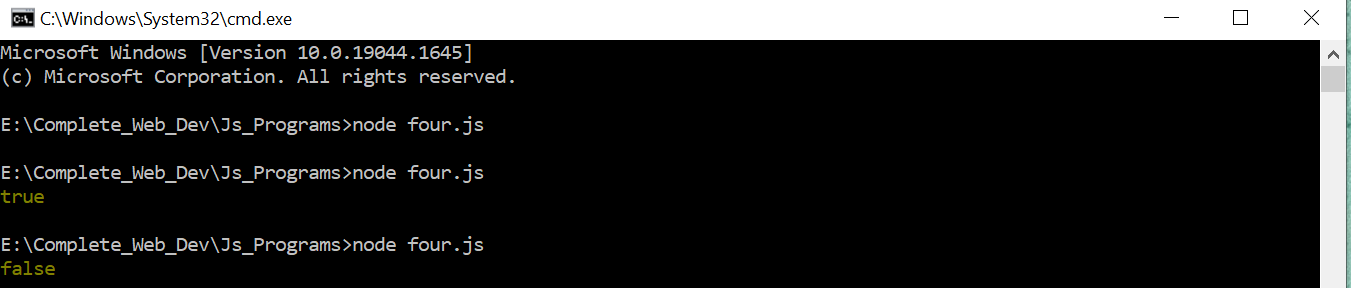 C:\Windows\System32\cmd.exe
Microsoft Windows [Version 10.0.19044.1645]
(c) Microsoft Corporation. All rights reserved.
E:\Complete_Web_Dev\Js_Programs>node four.js
E:\Complete_Web_Dev\Js_Programs>node four.js
true
E:\Complete_Web_Dev\Js_Programs>node four.js
false